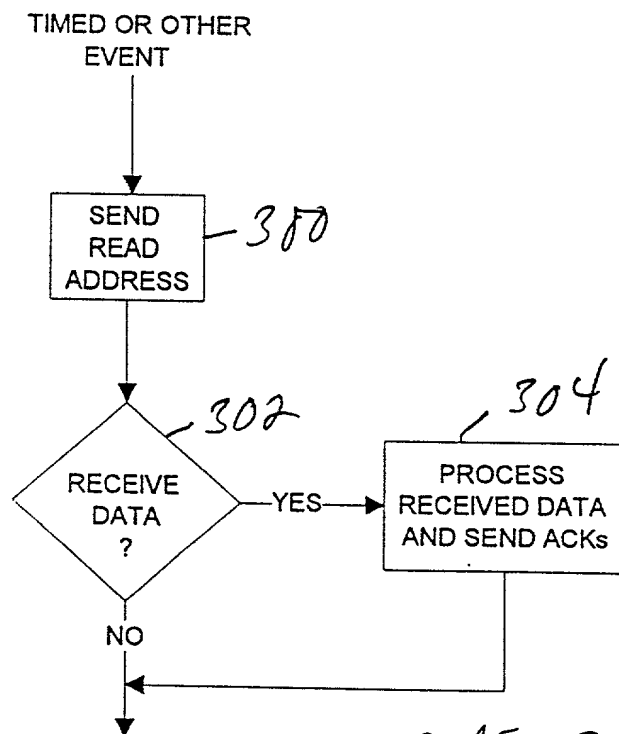 TIMED OR OTHER
EVENT
SEND
READ
ADDRESS
300
302
RECEIVE
DATA
?
YES
304
PROCESS
RECEIVED DATA
AND SEND ACKs
NO